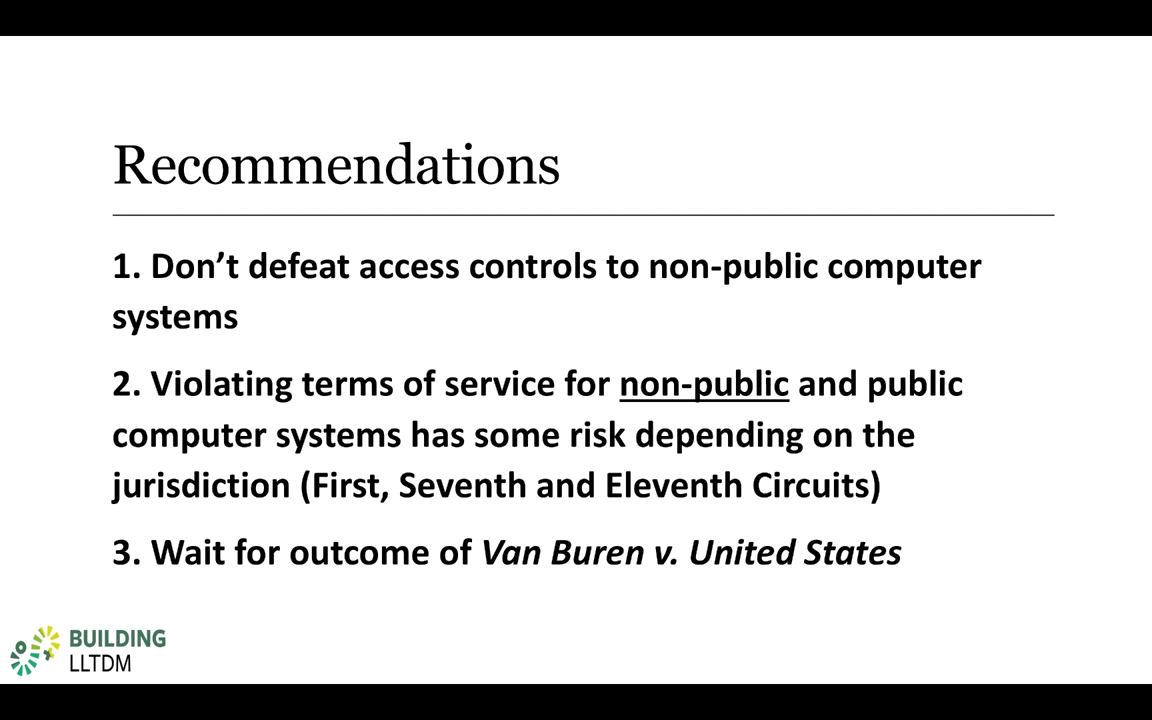 Recommendations
1. Don’t defeat access controls to non-public computer
systems
2. Violating terms of service for non-public and public
computer systems has some risk depending on the
jurisdiction (First, Seventh and Eleventh Circuits)
3. Wait for outcome of Van Buren v. United States
BUILDING
LLTDM